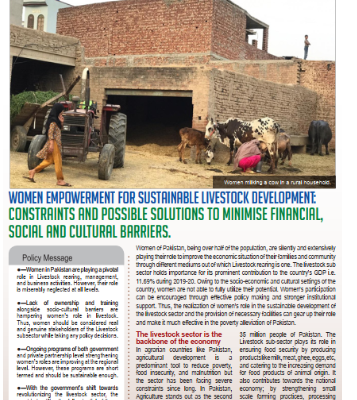 Women milking a cow in a rural household.
WOMEN EMPOWERMENT FOR SUSTAINABLE LIVESTOCK DEVELOPMENT:
CONSTRAINTS AND POSSIBLE SOLUTIONS TO MINIMISE FINANCIAL,
SOCIAL AND CULTURAL BARRIERS.
Policy Message
•—Women in Pakistan are playing a pivotal
role in Livestock rearing, management,
and business activities. However, their role
is miserably neglected at all levels.
•—Lack of ownership and training
alongside socio-cultural barriers are
hampering women's role in livestock.
Thus, women should be considered real
and genuine stakeholders of the Livestock
subsector while taking any policy decisions.
•—Ongoing programs of both government
and private partnership level strengthening
women's roles are improving at the regional
level. However, these programs are short
termed and should be sustainable enough.
•—With the government's shift towards
revolutionizing the livestock sector, the
Women of Pakistan, being over half of the population, are silently and extensively
playing their role to improve the economic situation of their families and community
through different mediums out of which Livestock rearing is one. The livestock sub
sector holds importance for its prominent contribution to the country's GDP i.e.
11.69% during 2019-20. Owing to the socio-economic and cultural settings of the
country, women are not able to fully utilize their potential. Women's participation
can be encouraged through effective policy making and stronger institutional
support. Thus, the realization of women's role in the sustainable development of
the livestock sector and the provision of necessary facilities can gear up their role
and make it much effective in the poverty alleviation of Pakistan.
The livestock sector is the
backbone of the economy
In agrarian countries like Pakistan,
agricultural development is a
predominant tool to reduce poverty,
food insecurity, and malnutrition but
the sector has been facing severe
constraints since long. In Pakistan,
Agriculture stands out as the second
35 million people of Pakistan. The
Livestock sub-sector plays its role in
ensuring food security by producing
products like milk, meat, ghee, eggs, etc,
and catering to the increasing demand
for food products of animal origin. It
also contributes towards the national
economy; by strengthening small
scale farming processes, processing